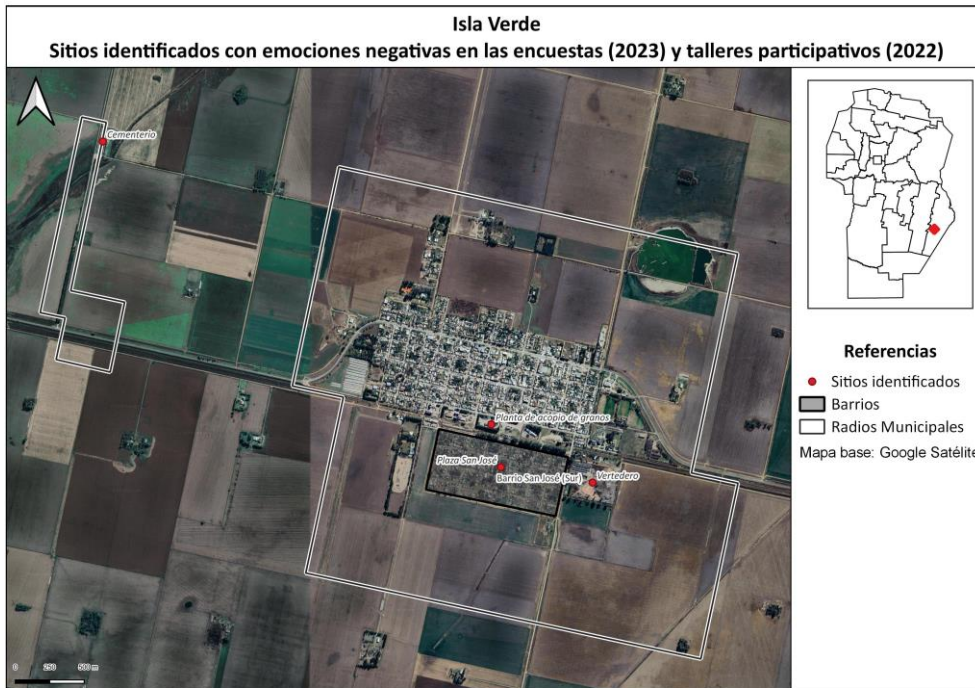 Isla Verde
Sitios identificados con emociones negativas en las encuestas (2023) y talleres participativos (2022)
Cementerio
Planta de acopio de granos
Plaza San José
Barrio San José (Sur)
Vertedero
0 250 500 m
Referencias
Sitios identificados
Barrios
Radios Municipales
Mapa base: Google Satélite